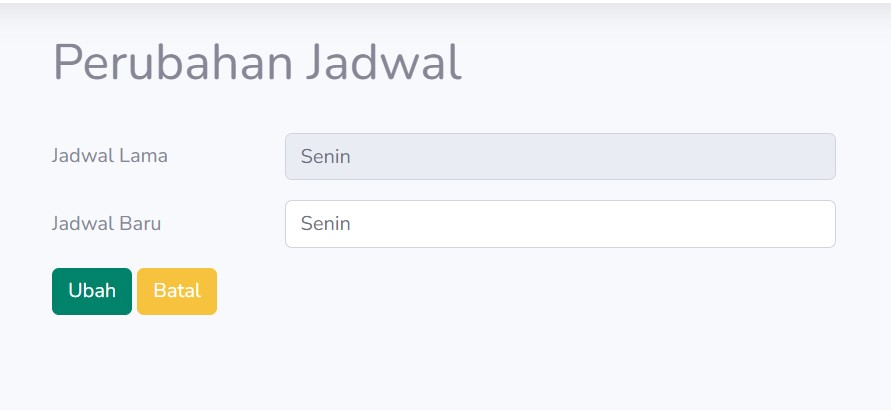 Perubahan Jadwal
Jadwal Lama Senin
Jadwal Baru Senin
Ubah Batal